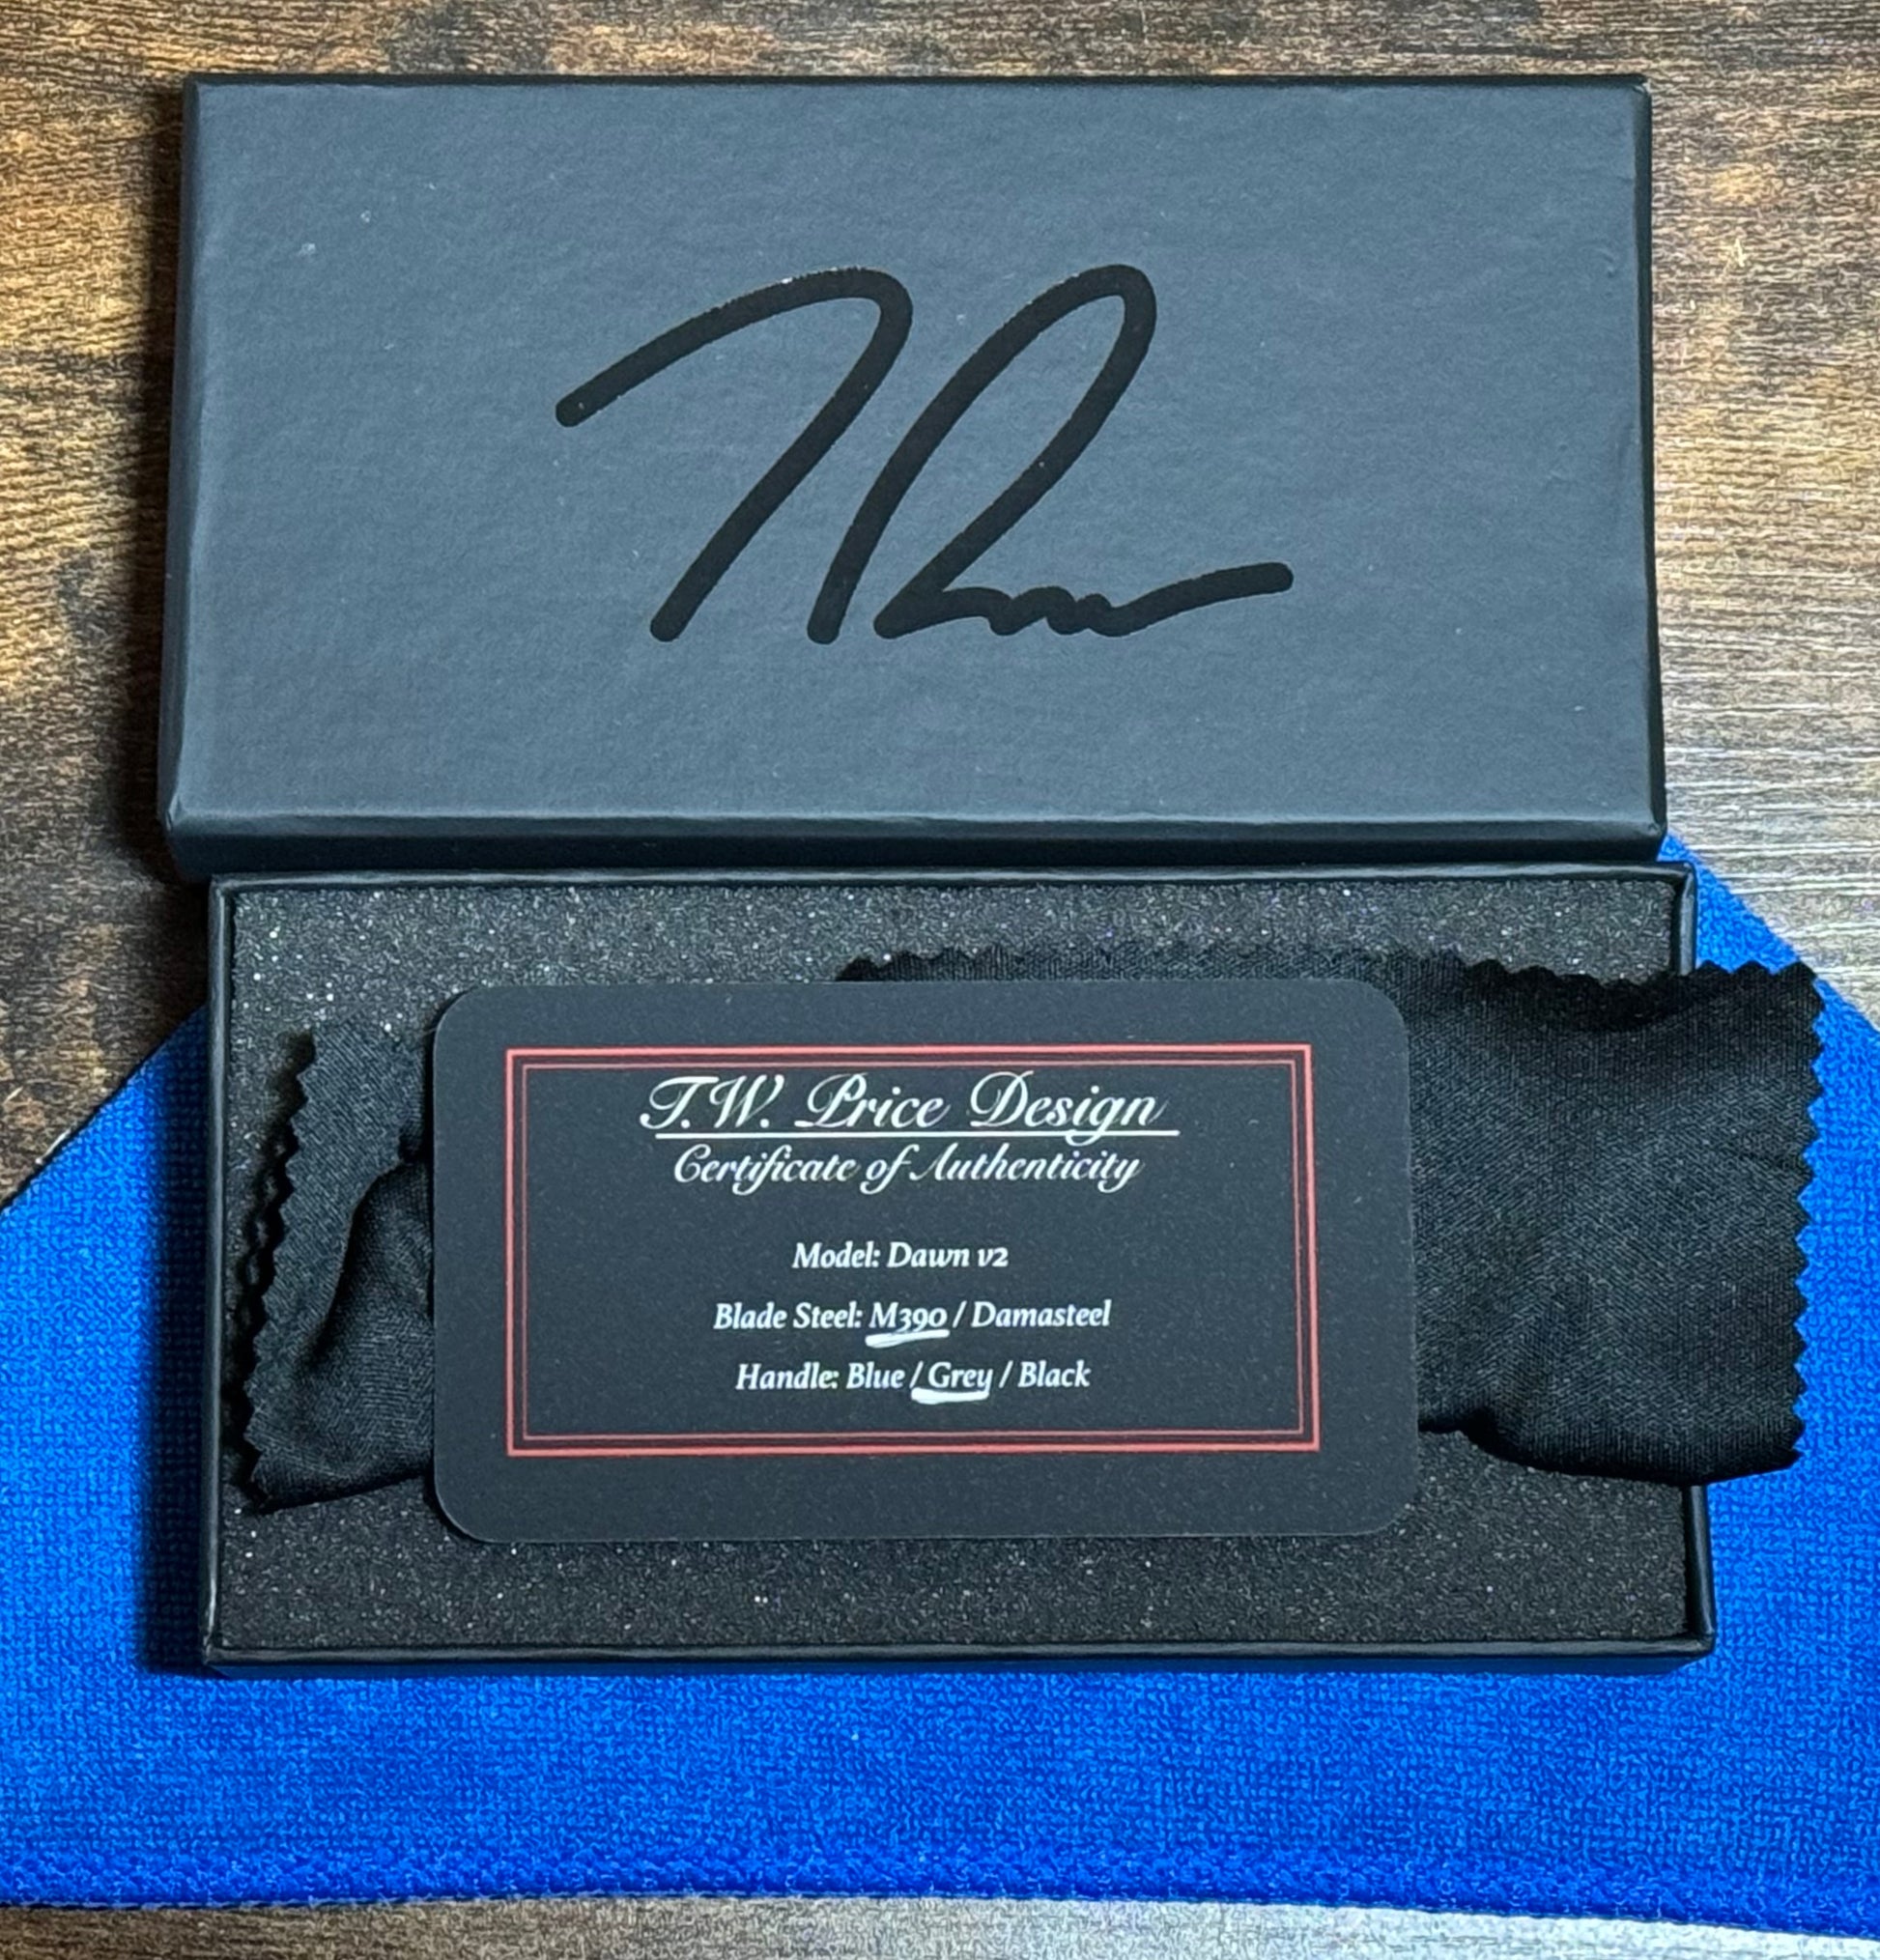 T.W. Price Design
Certificate of Authenticity
Model: Dawn v2
Blade Steel: M390 / Damasteel
Handle: Blue / Grey / Black